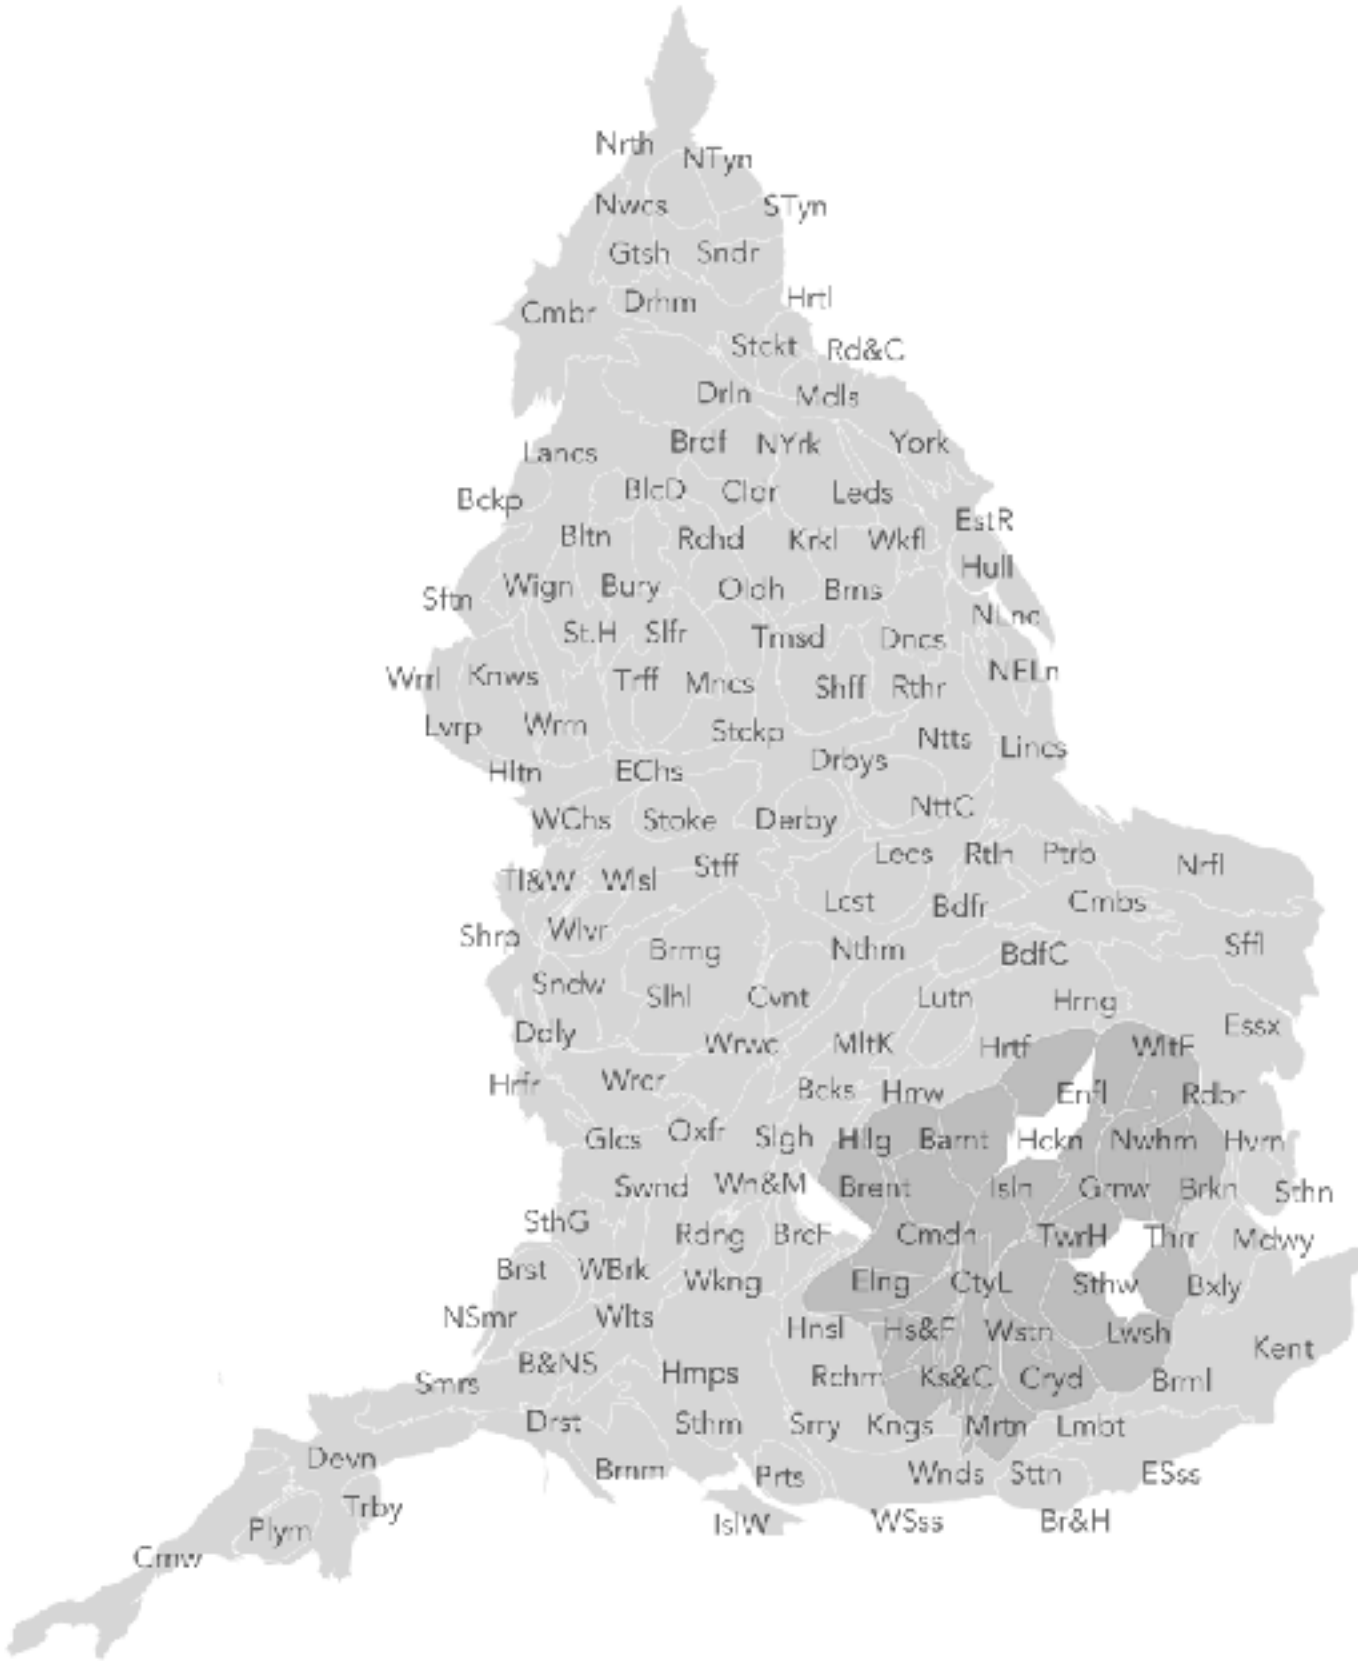 Nrth NTyn
Nwcs STyn
Gtsh Sndr
Cmbr Drhm Hrtl
Stckt Rd&C
Drln Mdls
Lancs Brdf NYrk York
Bckp BlcD Cldr Leds
EstR
Bltn Rchd Krkl Wkfl
Hull
Sftn Wign Bury Oldh Brns
NLnc
St.H Slfr Tmsd Dncs
Wrrl Knws Trff Mncs Shff Rthr NELn
Lvrp Wrrn Stckp Ntts Lincs
Hltn EChs Drbys
WChs Stoke Derby NttC
Tl&W Wlsl Stff Lecs Rtln Ptrb Nrfl
Lcst Bdfr Cmbs
Shrp Wlvr Brmg Nthm BdfC Sffl
Sndw Slhl Cvnt Lutn Hrng
Ddly Wrwc MltK Hrtf WltF Essx
Hrfr Wrcr Bcks Hrrw Enfl Rdbr
Glcs Oxfr Slgh Hllg Barnt Hckn Nwhm Hvrn
Swnd Wn&M Brent Isln Grnw Brkn Sthn
SthG Rdng BrcF Cmdn TwrH Thrr Mdwy
Brst WBrk Wkng Elng CtyL Sthw Bxly
NSmr Wlts Hnsl Hs&F Wstn Lwsh Kent
Smrs B&NS Hmps Rchm Ks&C Cryd Brml
Drst Sthm Srry Kngs Mrtn Lmbt
Devn Brnm Prts Wnds Sttn ESss
Trby IslW WSss Br&H
Plym
Crnw